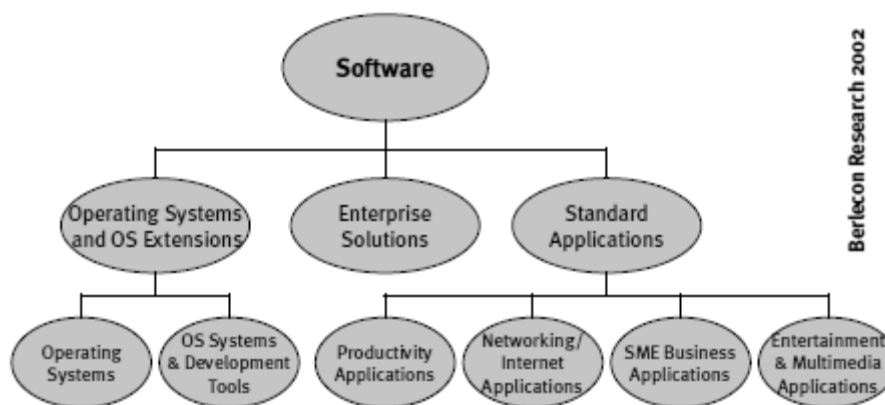 Software
Berlecon Research 2002
Operating Systems
and OS Extensions
Enterprise
Solutions
Standard
Applications
Operating
Systems
OS Systems
& Development
Tools
Productivity
Applications
Networking/
Internet
Applications
SME Business
Applications
Entertainment
& Multimedia
Applications